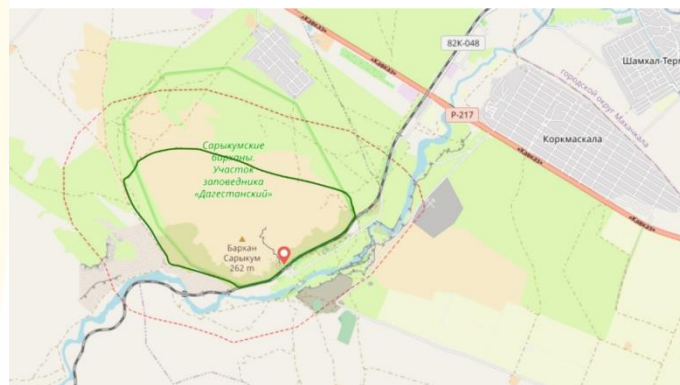 «Кавказ»
82К-048
Шамхал-Терм
городской округ Махачкала
Р-217
Коркмаскала
Сарыкумские
барханы.
Участок
заповедника
«Дагестанский»
Бархан
Сарыкум
262 m
«Кавказ»
«Кавказ»